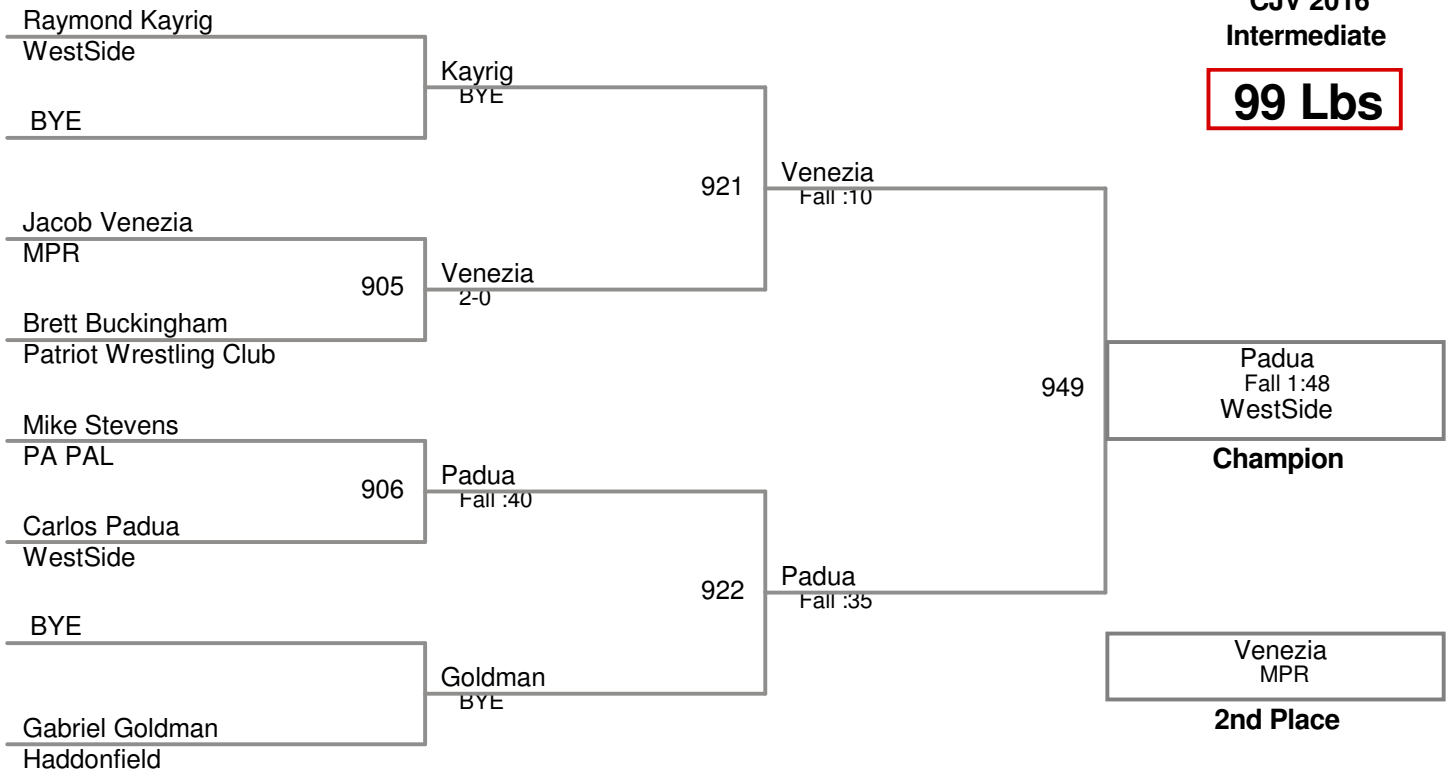 CJV 2016
Intermediate
99 Lbs
Raymond Kayrig
WestSide
BYE
Kayrig
BYE
Jacob Venezia
MPR
905
Brett Buckingham
Patriot Wrestling Club
Venezia
2-0
921
Venezia
Fall :10
Mike Stevens
PA PAL
906
Carlos Padua
WestSide
Padua
Fall :40
BYE
Gabriel Goldman
Haddonfield
Goldman
BYE
922
Padua
Fall :35
949
Padua
Fall 1:48
WestSide
Champion
Venezia
MPR
2nd Place